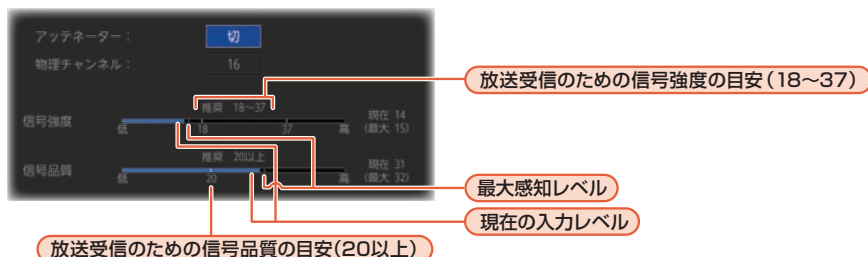 アッテネーター：
切
物理チャンネル：
16
放送受信のための信号強度の目安（18～37）
推奨 18～37
信号強度
低
18
37
高
現在 14
（最大 15）
推奨 20以上
信号品質
低
20
高
現在 31
（最大 32）
最大感知レベル
現在の入力レベル
放送受信のための信号品質の目安（20以上）